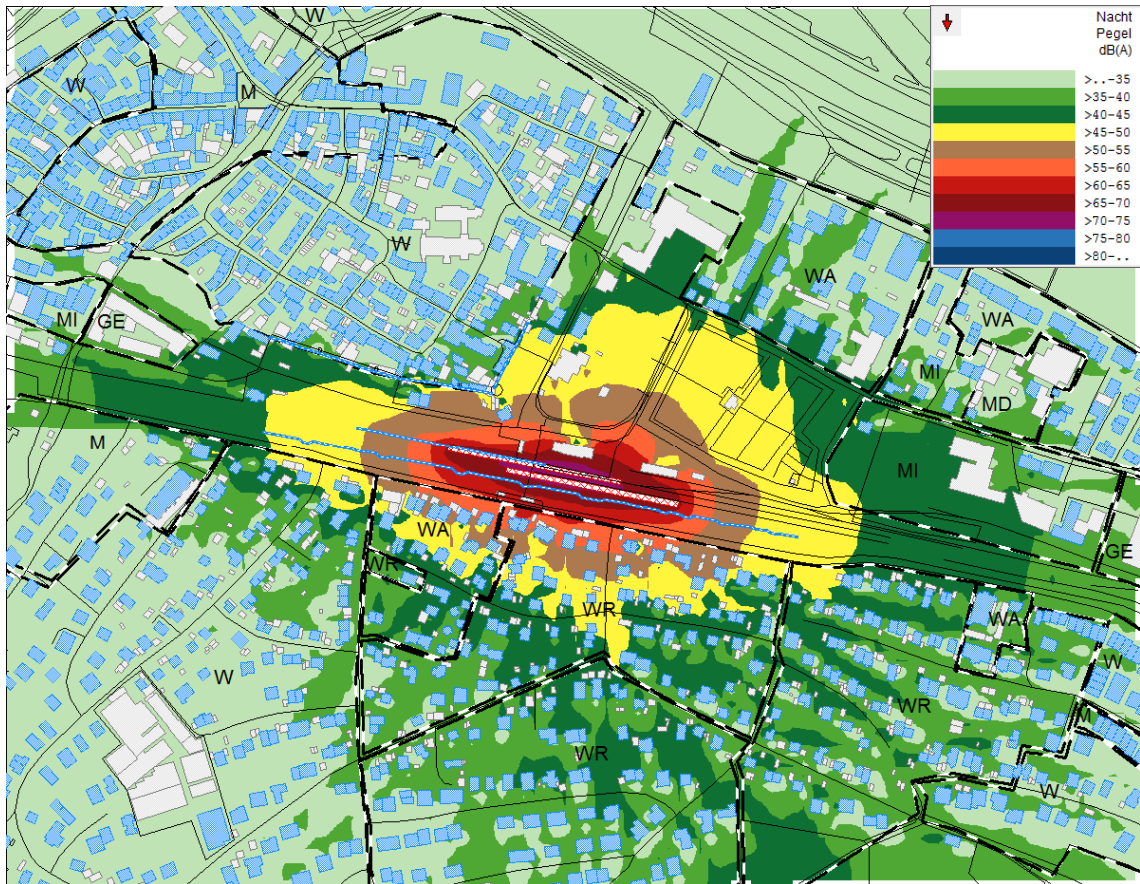 Nacht
Pegel
dB(A)
>..-35
>35-40
>40-45
>45-50
>50-55
>55-60
>60-65
>65-70
>70-75
>75-80
>80-..
W
W
M
W
WA
WA
MI
GE
MI
MD
M
MI
WA
GE
WR
WR
WA
W
W
WR
M
WR
W